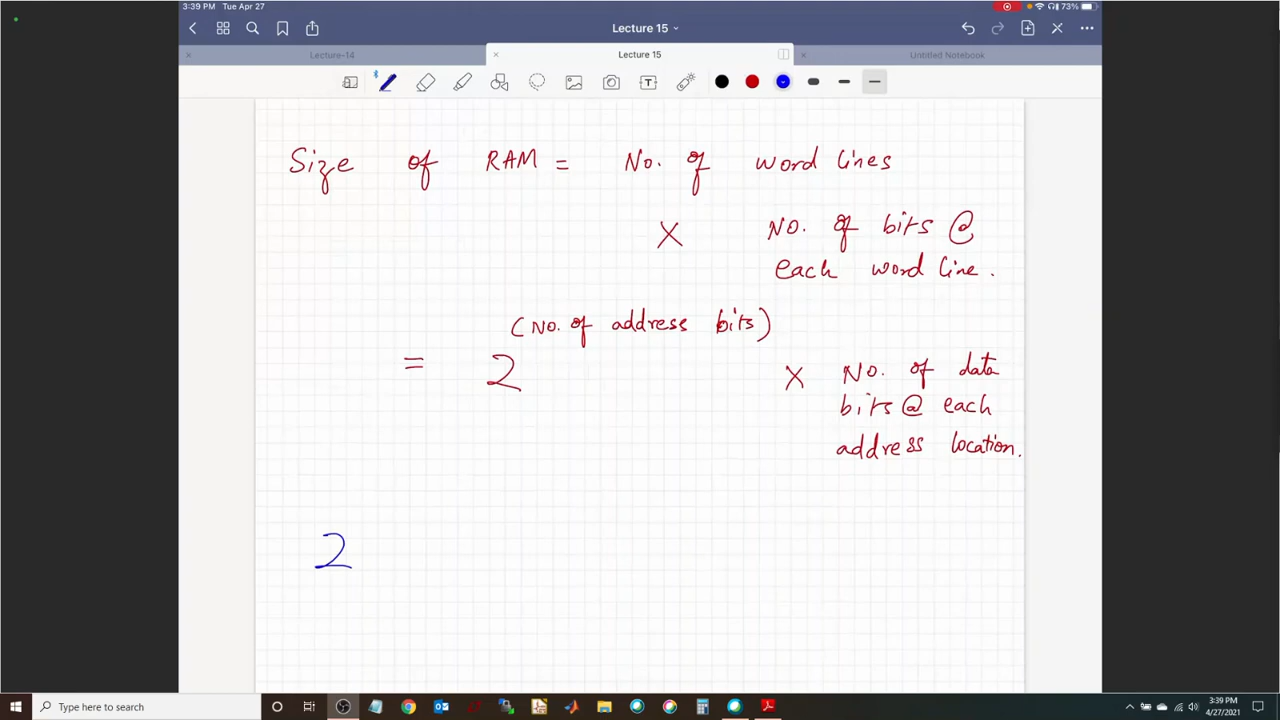 3:39 PM Tue Apr 27
73%
Lecture 15
Lecture-14
Lecture 15
Untitled Notebook
Size of RAM = No. of word lines
X No. of bits @
each word line.
(No. of address bits)
= 2
X No. of data
bits @ each
address location.
2
Type here to search
3:39 PM
4/27/2021